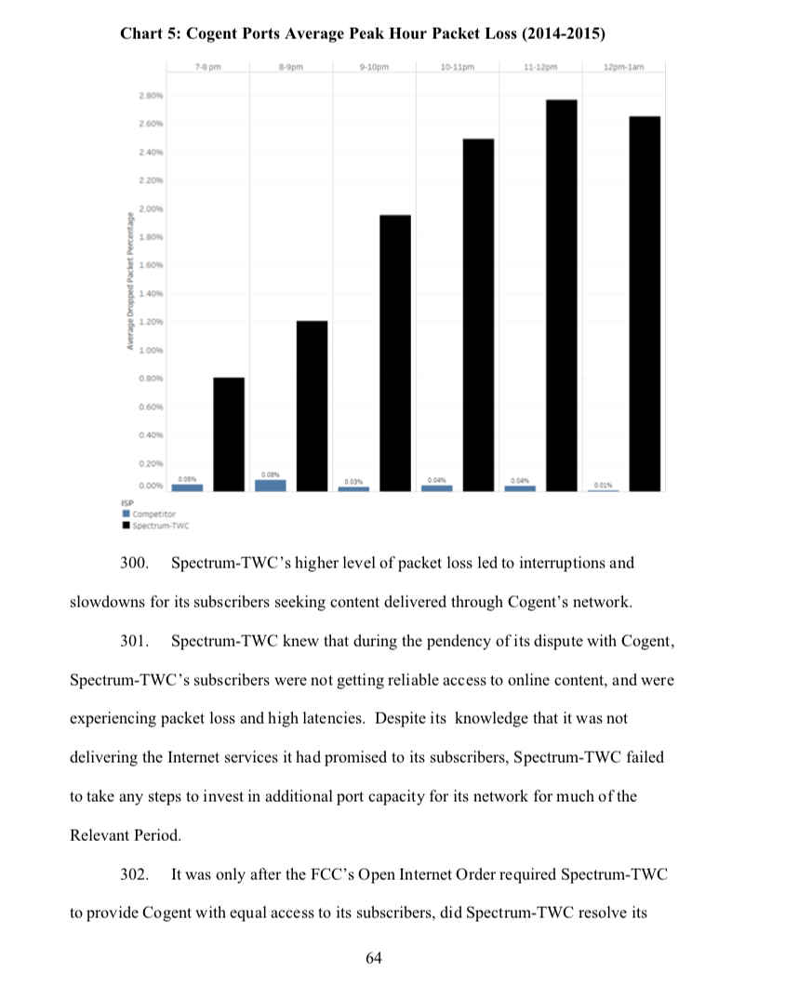 Chart 5: Cogent Ports Average Peak Hour Packet Loss (2014-2015)
7-8 pm 8-9pm 9-10pm 10-11pm 11-12pm 12pm-1am
Average Dropped Packet Percentage
2.80%
2.60%
2.40%
2.20%
2.00%
1.80%
1.60%
1.40%
1.20%
1.00%
0.80%
0.60%
0.40%
0.20%
0.00%
0.05% 0.08% 0.03% 0.04% 0.04% 0.01%
ISP
Competitor
Spectrum-TWC
300. Spectrum-TWC’s higher level of packet loss led to interruptions and
slowdowns for its subscribers seeking content delivered through Cogent’s network.
301. Spectrum-TWC knew that during the pendency of its dispute with Cogent,
Spectrum-TWC’s subscribers were not getting reliable access to online content, and were
experiencing packet loss and high latencies. Despite its knowledge that it was not
delivering the Internet services it had promised to its subscribers, Spectrum-TWC failed
to take any steps to invest in additional port capacity for its network for much of the
Relevant Period.
302. It was only after the FCC’s Open Internet Order required Spectrum-TWC
to provide Cogent with equal access to its subscribers, did Spectrum-TWC resolve its
64